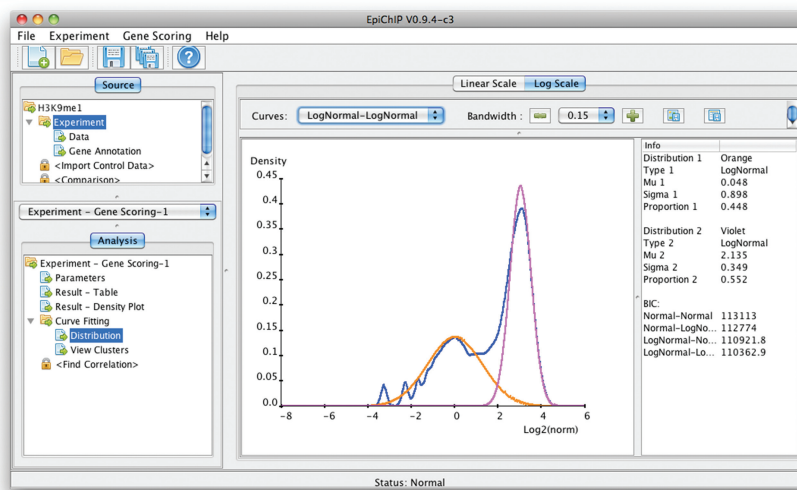 EpiChIP V0.9.4-c3
File Experiment Gene Scoring Help
Source
H3K9me1
Experiment
Data
Gene Annotation
<Import Control Data>
<Comparison>
Experiment - Gene Scoring-1
Analysis
Experiment - Gene Scoring-1
Parameters
Result - Table
Result - Density Plot
Curve Fitting
Distribution
View Clusters
<Find Correlation>
Linear Scale Log Scale
Curves: LogNormal-LogNormal Bandwidth : 0.15
Density
0.45
0.4
0.35
0.3
0.25
0.2
0.15
0.1
0.05
0.0
-8 -6 -4 -2 0 2 4 6
Log2(norm)
Info
Distribution 1 Orange
Type 1 LogNormal
Mu 1 0.048
Sigma 1 0.898
Proportion 1 0.448
Distribution 2 Violet
Type 2 LogNormal
Mu 2 2.135
Sigma 2 0.349
Proportion 2 0.552
BIC:
Normal-Normal 113113
Normal-LogNo... 112774
LogNormal-No... 110921.8
LogNormal-Lo... 110362.9
Status: Normal